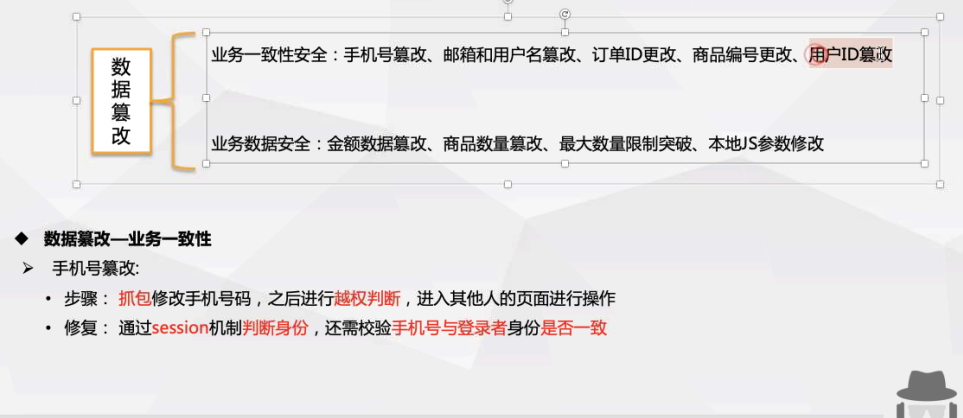 数据篡改
业务一致性安全：手机号篡改、邮箱和用户名篡改、订单ID更改、商品编号更改、用户ID篡改
业务数据安全：金额数据篡改、商品数量篡改、最大数量限制突破、本地JS参数修改
◆ 数据篡改—业务一致性
➢ 手机号篡改:
• 步骤： 抓包修改手机号码，之后进行越权判断，进入其他人的页面进行操作
• 修复： 通过session机制判断身份，还需校验手机号与登录者身份是否一致